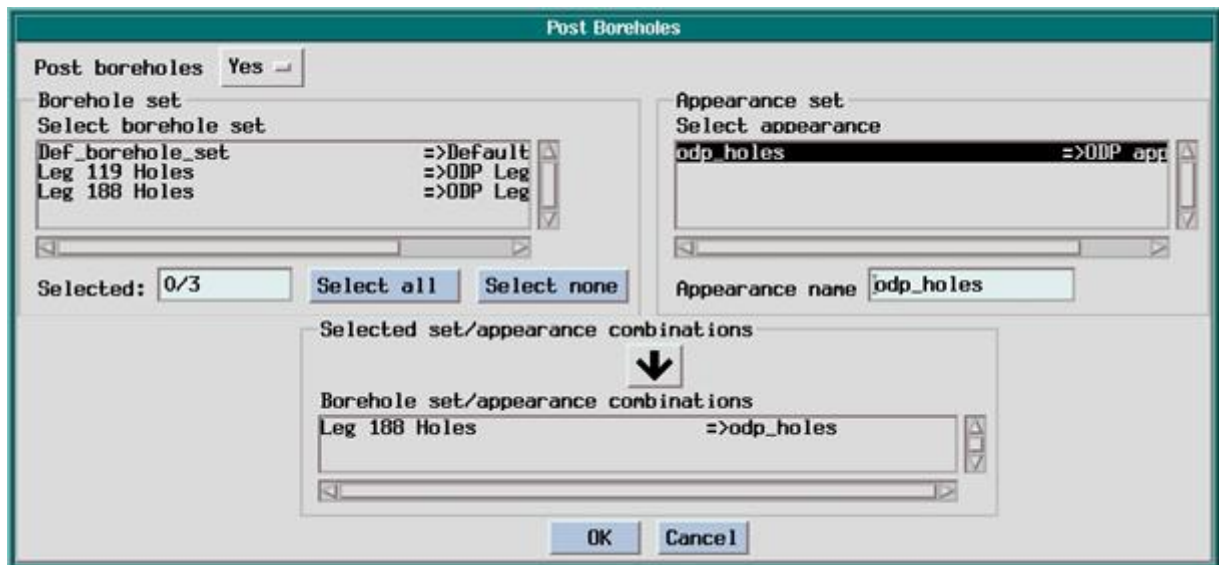 Post Boreholes
Post boreholes Yes
Borehole set
Select borehole set
Def_borehole_set =>Default
Leg 119 Holes =>ODP Leg
Leg 188 Holes =>ODP Leg
Selected: 0/3 Select all Select none
Appearance set
Select appearance
odp_holes =>ODP app
Appearance name odp_holes
Selected set/appearance combinations
Borehole set/appearance combinations
Leg 188 Holes =>odp_holes
OK Cancel